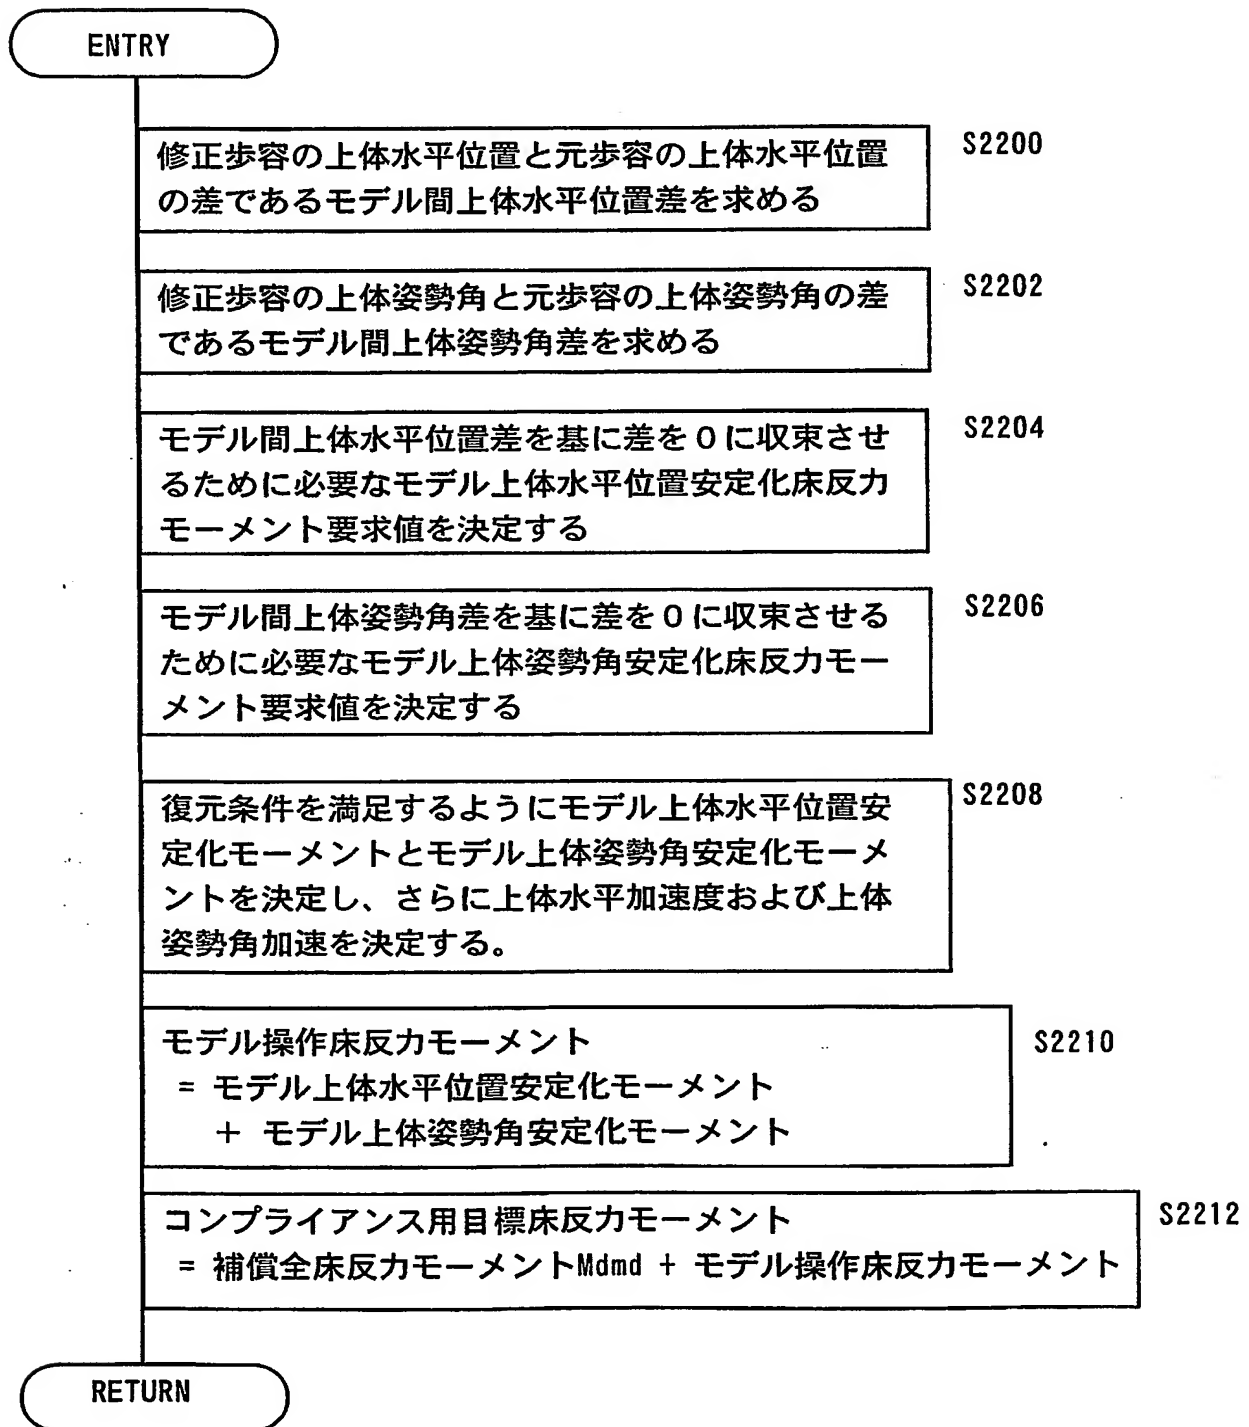 ENTRY
修正歩容の上体水平位置と元歩容の上体水平位置
の差であるモデル間上体水平位置差を求める
S2200
修正歩容の上体姿勢角と元歩容の上体姿勢角の差
であるモデル間上体姿勢角差を求める
S2202
モデル間上体水平位置差を基に差を0に収束させ
るために必要なモデル上体水平位置安定化床反力
モーメント要求値を決定する
S2204
モデル間上体姿勢角差を基に差を0に収束させる
ために必要なモデル上体姿勢角安定化床反力モー
メント要求値を決定する
S2206
復元条件を満足するようにモデル上体水平位置安
定化モーメントとモデル上体姿勢角安定化モーメ
ントを決定し、さらに上体水平加速度および上体
姿勢角加速を決定する。
S2208
モデル操作床反力モーメント
= モデル上体水平位置安定化モーメント
+ モデル上体姿勢角安定化モーメント
S2210
コンプライアンス用目標床反力モーメント
= 補償全床反力モーメントMdmd + モデル操作床反力モーメント
S2212
RETURN